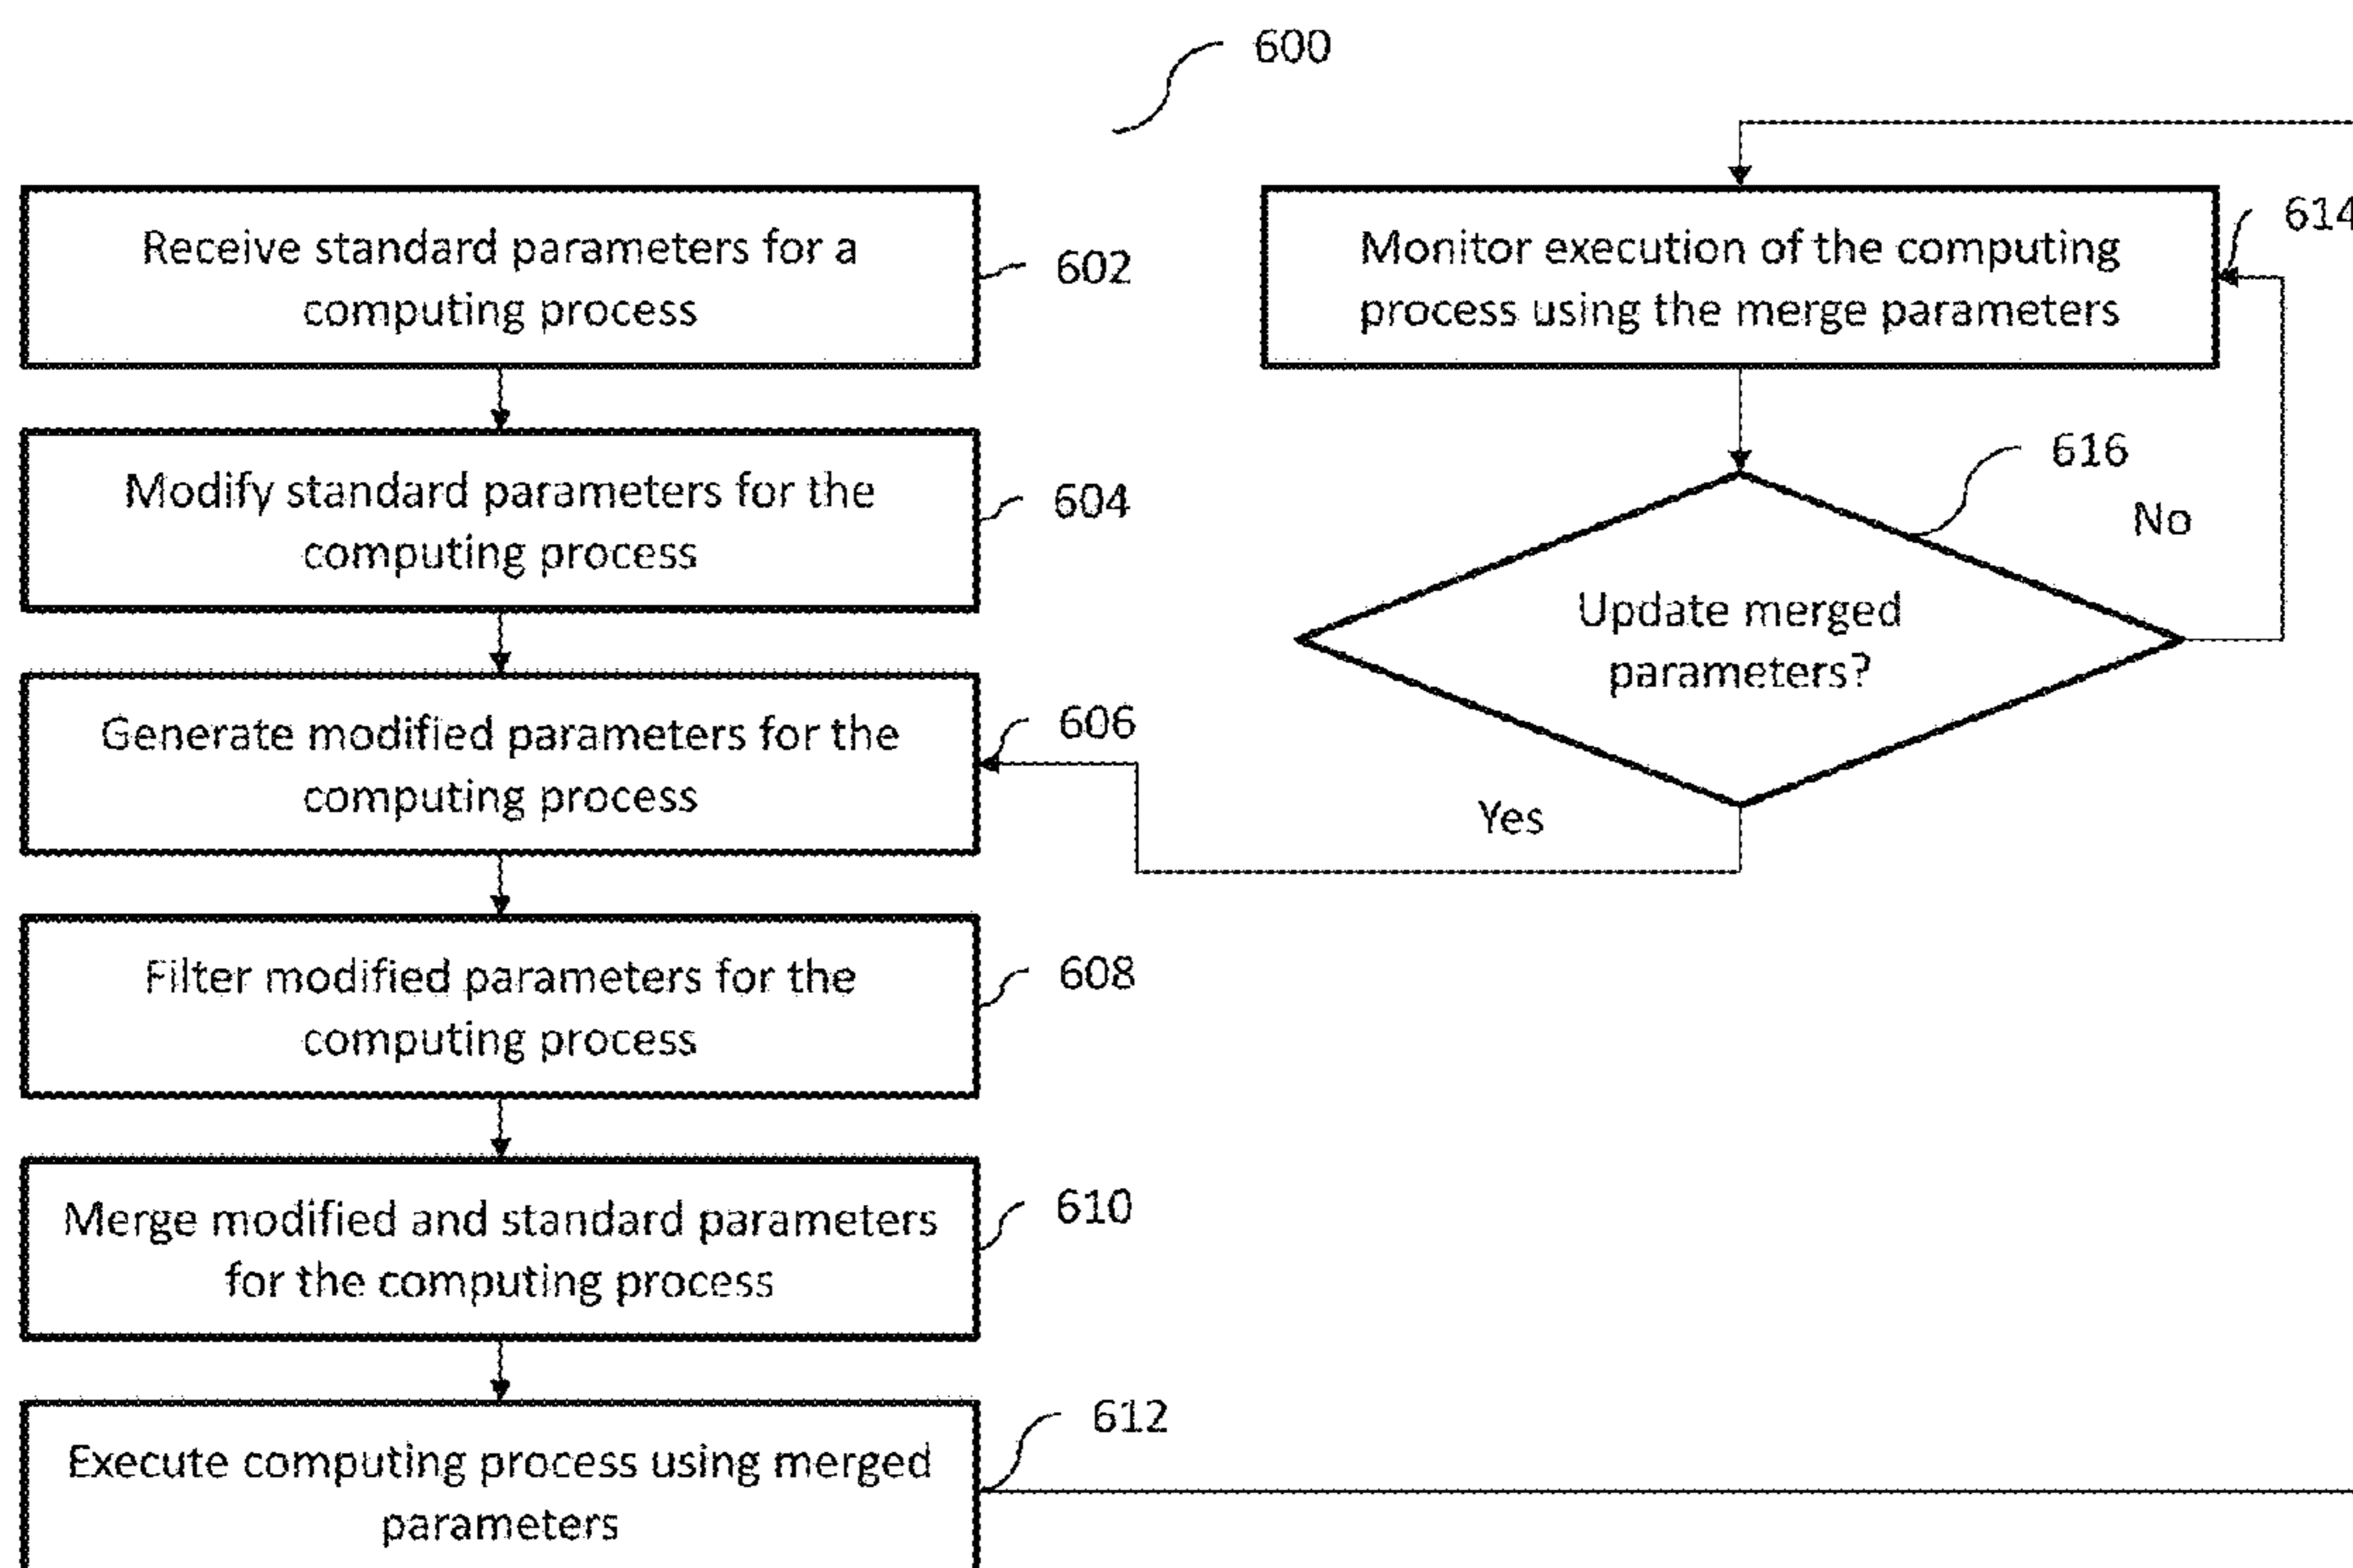 600
Receive standard parameters for a
computing process
602
Modify standard parameters for the
computing process
604
Generate modified parameters for the
computing process
606
Filter modified parameters for the
computing process
608
Merge modified and standard parameters
for the computing process
610
Execute computing process using merged
parameters
612
Monitor execution of the computing
process using the merge parameters
614
616
No
Update merged
parameters?
Yes